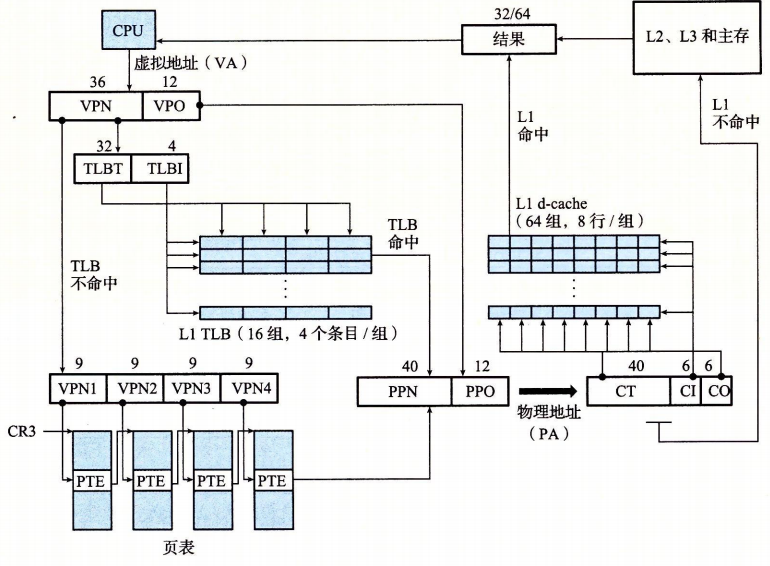 CPU
虚拟地址（VA）
32/64
结果
L2、L3 和主存
36 12
VPN VPO
L1
命中
L1
不命中
32 4
TLBT TLBI
TLB
命中
L1 d-cache
（64 组，8 行 / 组）
TLB
不命中
L1 TLB（16 组，4 个条目 / 组）
9 9 9 9
VPN1 VPN2 VPN3 VPN4
40 12
PPN PPO
物理地址
（PA）
40 6 6
CT CI CO
CR3
PTE PTE PTE PTE
页表